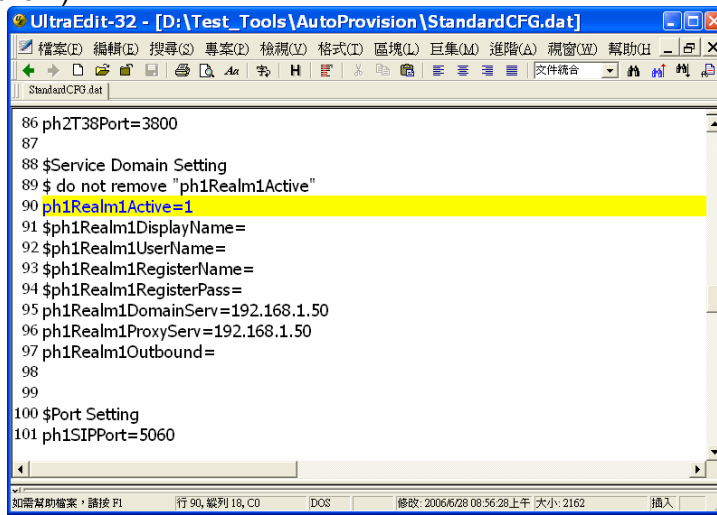 UltraEdit-32 - [D:\Test_Tools\AutoProvision\StandardCFG.dat]
檔案(F) 編輯(E) 搜尋(S) 專案(P) 檢視(V) 格式(T) 區塊(L) 巨集(M) 進階(A) 視窗(W) 幫助(H
文件統合
StandardCFG.dat
86 ph2T38Port=3800
87
88 $Service Domain Setting
89 $ do not remove "ph1Realm1Active"
90 ph1Realm1Active=1
91 $ph1Realm1DisplayName=
92 $ph1Realm1UserName=
93 $ph1Realm1RegisterName=
94 $ph1Realm1RegisterPass=
95 ph1Realm1DomainServ=192.168.1.50
96 ph1Realm1ProxyServ=192.168.1.50
97 ph1Realm1Outbound=
98
99
100 $Port Setting
101 ph1SIPPort=5060
如需幫助檔案，請按 F1 行 90, 縱列 18, C0 DOS 修改: 2006/6/28 08:56:28上午 大小: 2162 插入